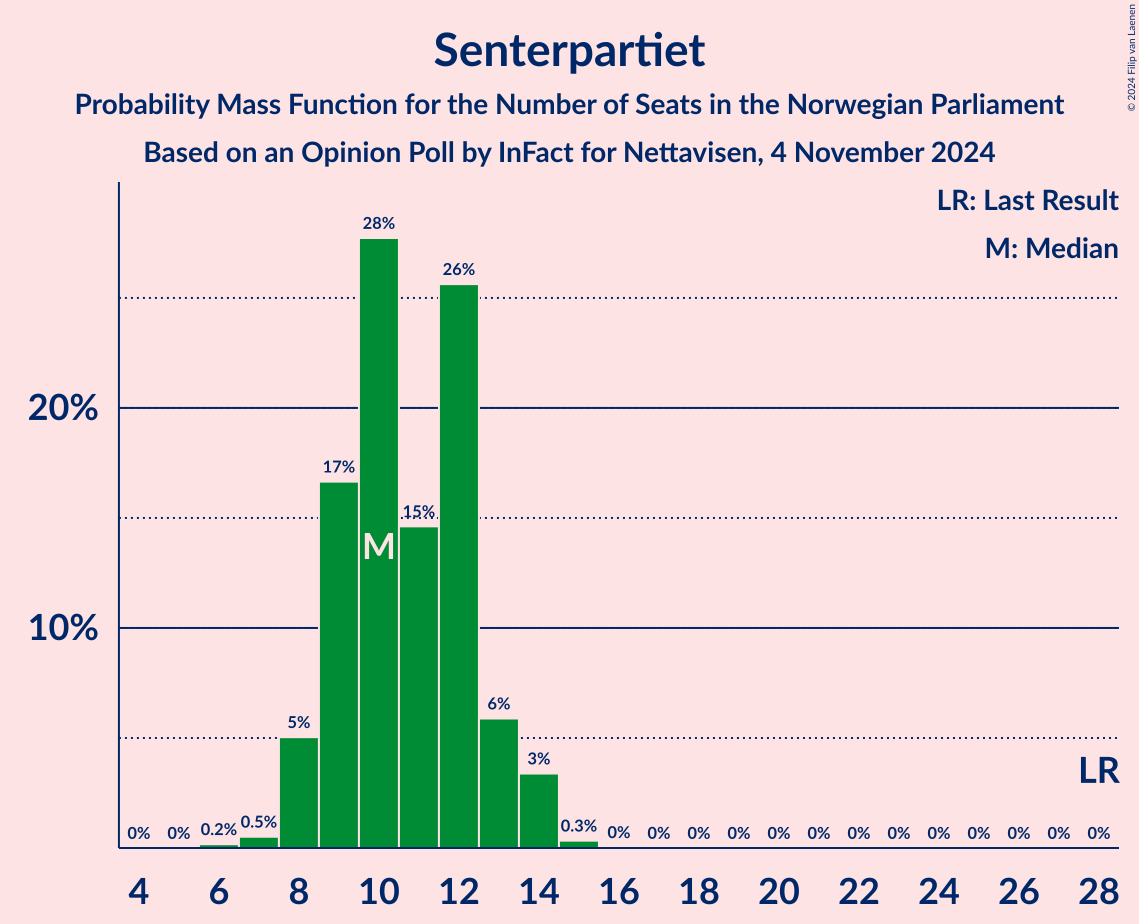 Senterpartiet
Probability Mass Function for the Number of Seats in the Norwegian Parliament
Based on an Opinion Poll by InFact for Nettavisen, 4 November 2024
© 2024 Filip van Laenen
LR: Last Result
M: Median
28%
26%
20%
17%
15%
M
10%
6%
5%
3%
LR
0% 0% 0.2% 0.5% 0.3% 0% 0% 0% 0% 0% 0% 0% 0% 0% 0% 0% 0% 0%
4 6 8 10 12 14 16 18 20 22 24 26 28